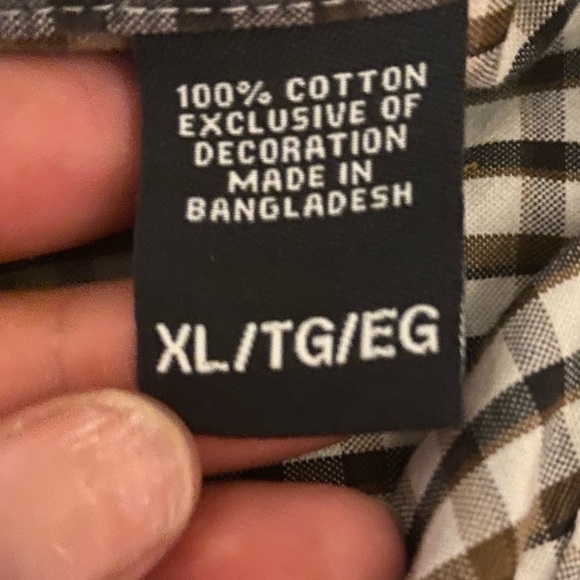 100% COTTON
EXCLUSIVE OF
DECORATION
MADE IN
BANGLADESH
XL/TG/EG